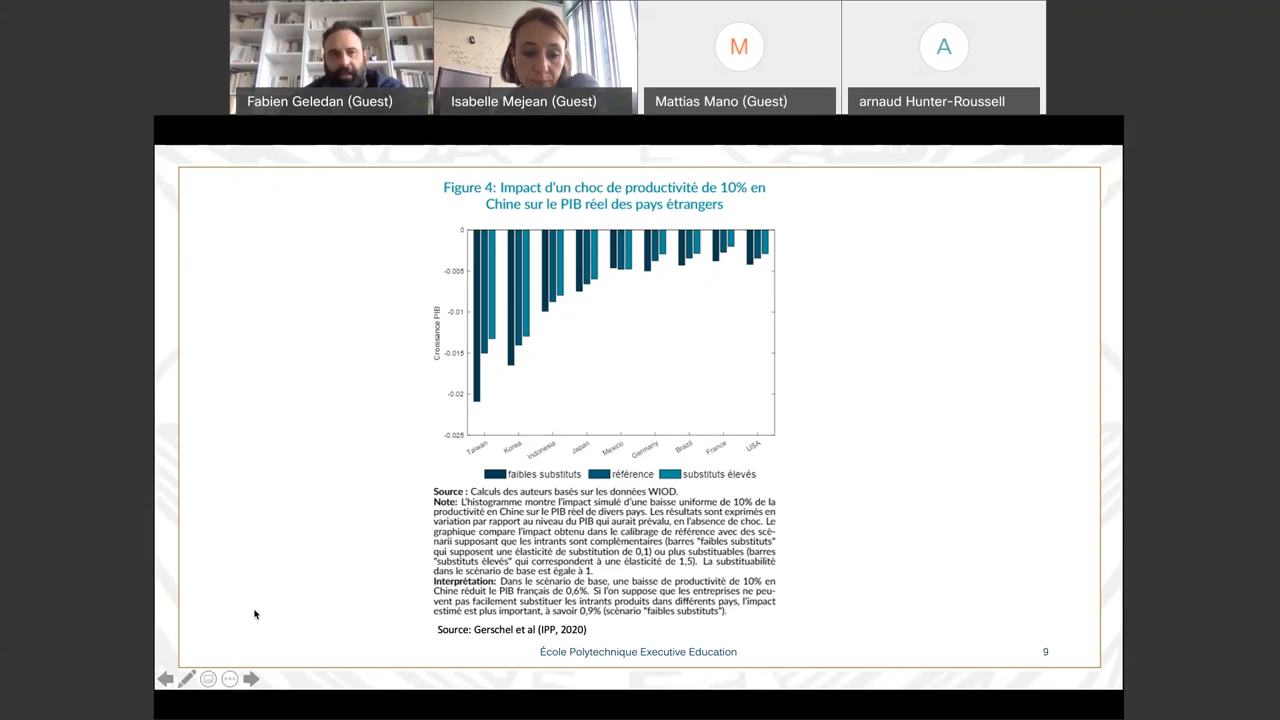 Fabien Geledan (Guest)
Isabelle Mejean (Guest)
M
Mattias Mano (Guest)
A
arnaud Hunter-Roussell
Figure 4: Impact d'un choc de productivité de 10% en
Chine sur le PIB réel des pays étrangers
Croissance PIB
0
-0.005
-0.01
-0.015
-0.02
-0.025
Taiwan
Korea
Indonesia
Japan
Mexico
Germany
Brazil
France
USA
faibles substituts
référence
substituts élevés
Source : Calculs des auteurs basés sur les données WIOD.
Note: L'histogramme montre l'impact simulé d'une baisse uniforme de 10% de la
productivité en Chine sur le PIB réel de divers pays. Les résultats sont exprimés en
variation par rapport au niveau du PIB qui aurait prévalu, en l'absence de choc. Le
graphique compare l'impact obtenu dans le calibrage de référence avec des scé-
narii supposant que les intrants sont complémentaires (barres "faibles substituts"
qui supposent une élasticité de substitution de 0,1) ou plus substituables (barres
"substituts élevés" qui correspondent à une élasticité de 1,5). La substituabilité
dans le scénario de base est égale à 1.
Interprétation: Dans le scénario de base, une baisse de productivité de 10% en
Chine réduit le PIB français de 0,6%. Si l'on suppose que les entreprises ne peu-
vent pas facilement substituer les intrants produits dans différents pays, l'impact
estimé est plus important, à savoir 0,9% (scénario "faibles substituts").
Source: Gerschel et al (IPP, 2020)
École Polytechnique Executive Education
9